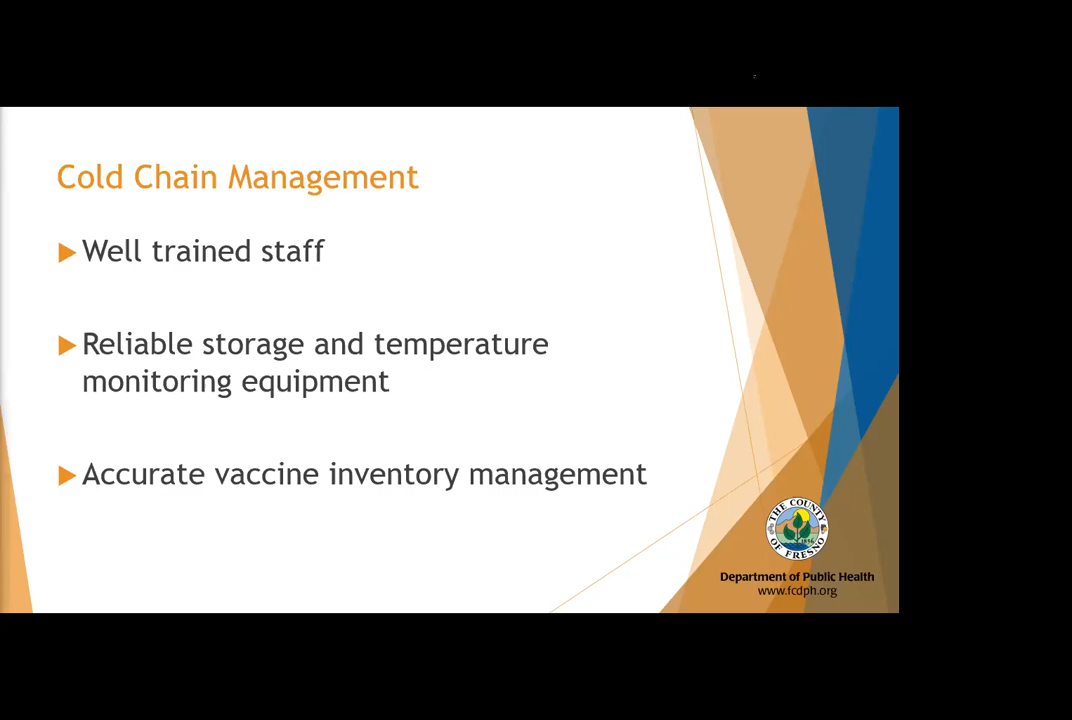 Cold Chain Management
Well trained staff
Reliable storage and temperature
monitoring equipment
Accurate vaccine inventory management
THE COUNTY
1856
OF FRESNO
Department of Public Health
www.fcdph.org